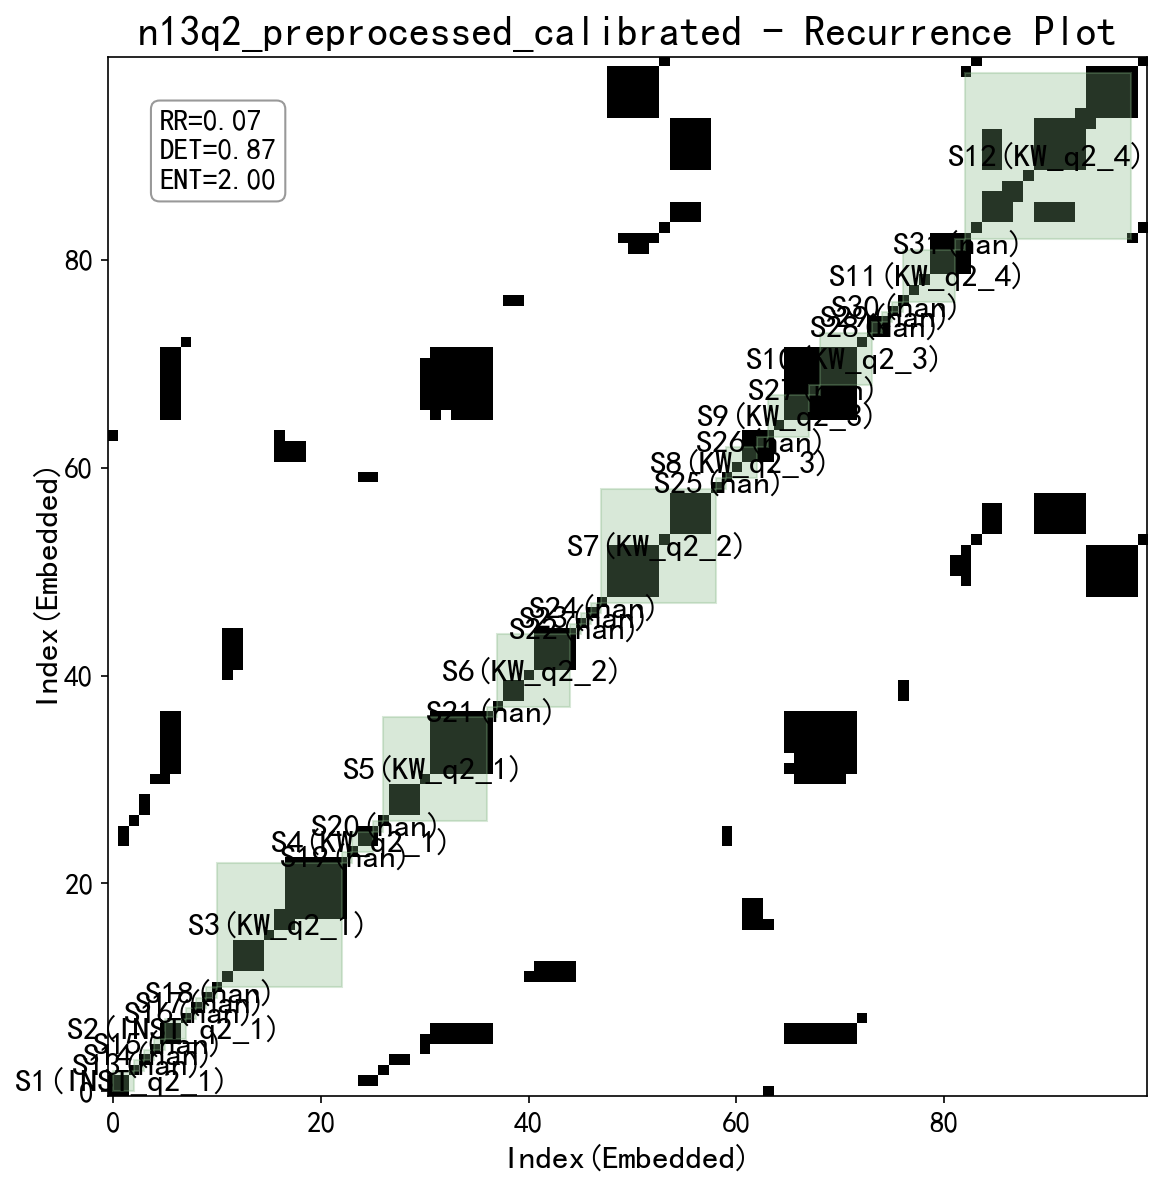 n13q2_preprocessed_calibrated - Recurrence Plot
RR=0.07
DET=0.87
ENT=2.00
S12(KW_q2_4)
S31(nan)
S11(KW_q2_4)
S30(nan)
S29(nan)
S28(nan)
S10(KW_q2_3)
S27(nan)
S9(KW_q2_3)
S26(nan)
S8(KW_q2_3)
S25(nan)
S7(KW_q2_2)
S24(nan)
S23(nan)
S22(nan)
S6(KW_q2_2)
S21(nan)
S5(KW_q2_1)
S20(nan)
S4(KW_q2_1)
S19(nan)
S3(KW_q2_1)
S18(nan)
S17(nan)
S16(nan)
S2(INST_q2_1)
S15(nan)
S14(nan)
S13(nan)
S1(INST_q2_1)
80
60
40
20
0
Index(Embedded)
0 20 40 60 80
Index(Embedded)